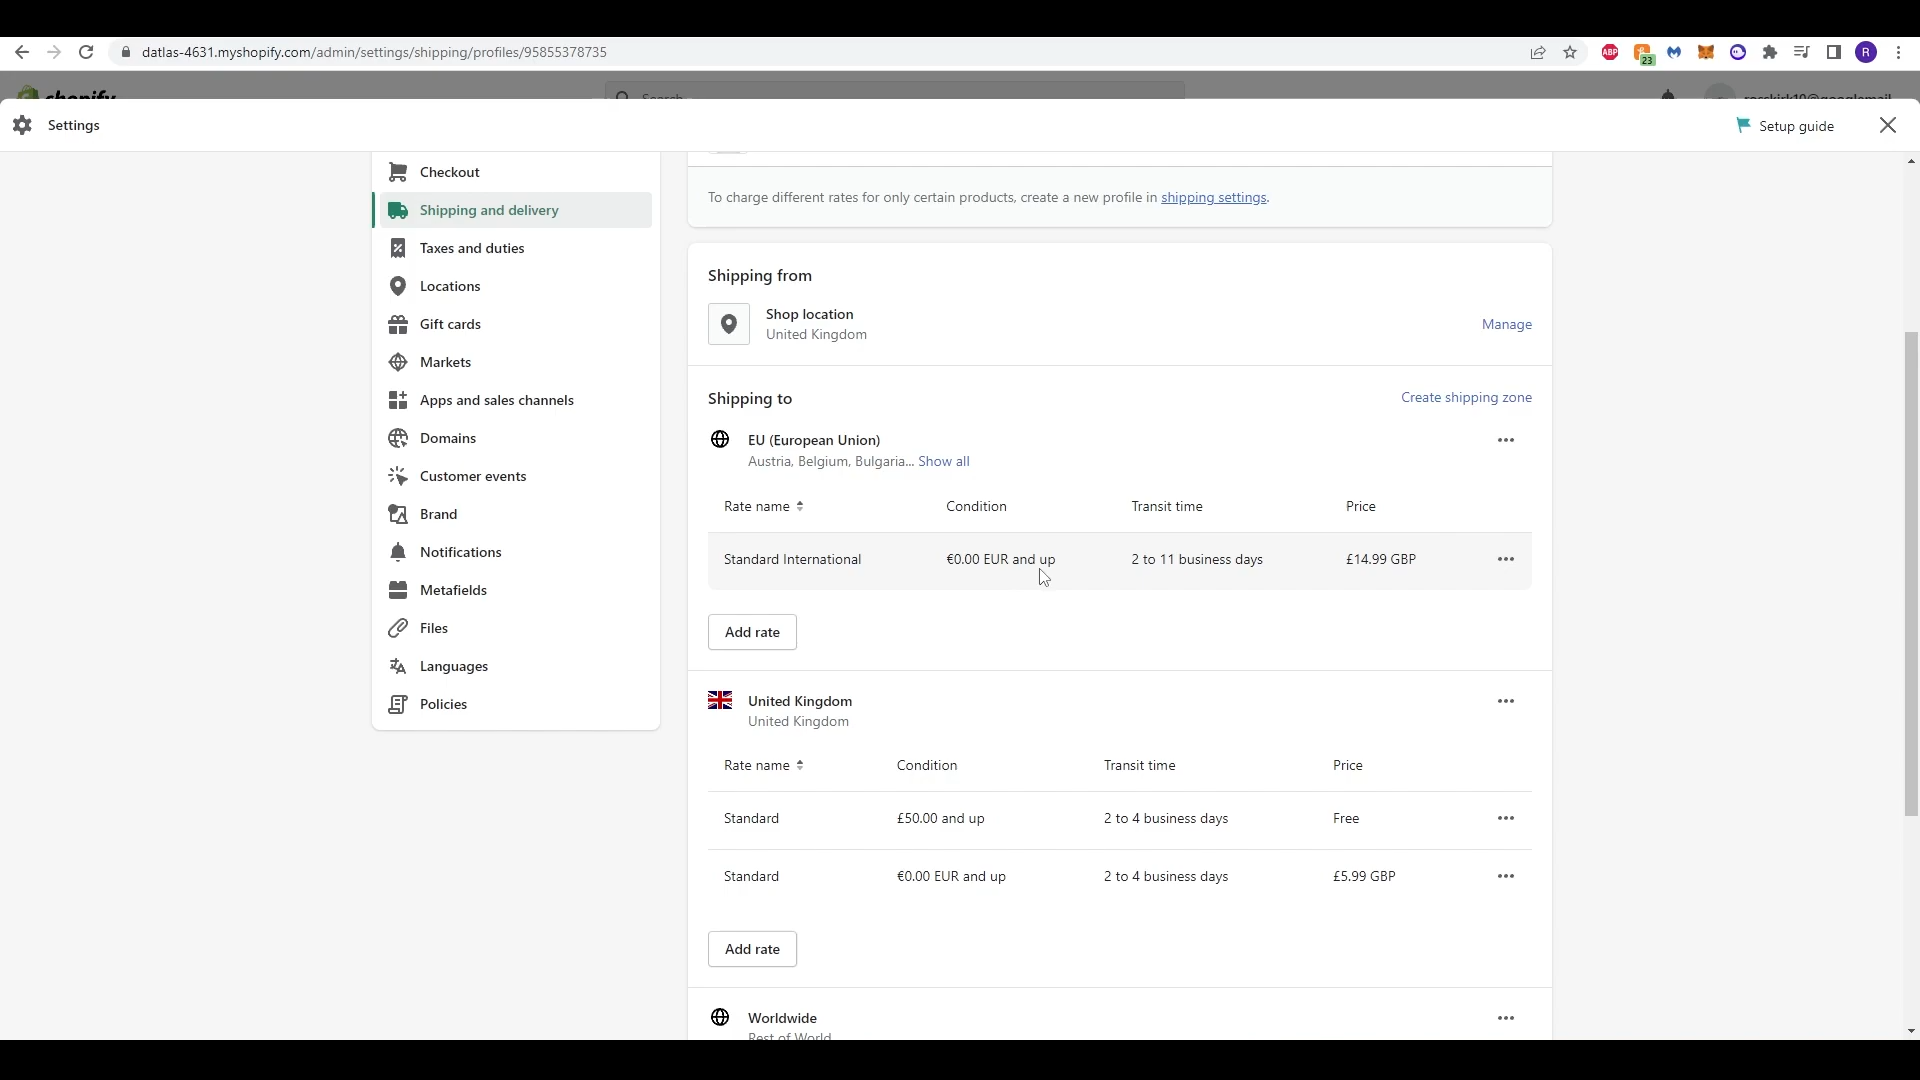 datlas-4631.myshopify.com/admin/settings/shipping/profiles/95855378735
ABP
23
R
shopify
Search
rosskirk10@googlemail
Settings
Setup guide
Checkout
Shipping and delivery
Taxes and duties
Locations
Gift cards
Markets
Apps and sales channels
Domains
Customer events
Brand
Notifications
Metafields
Files
Languages
Policies
To charge different rates for only certain products, create a new profile in shipping settings.
Shipping from
Shop location
United Kingdom
Manage
Shipping to
Create shipping zone
EU (European Union)
Austria, Belgium, Bulgaria... Show all
Rate name Condition Transit time Price
Standard International €0.00 EUR and up 2 to 11 business days £14.99 GBP
Add rate
United Kingdom
United Kingdom
Rate name Condition Transit time Price
Standard £50.00 and up 2 to 4 business days Free
Standard €0.00 EUR and up 2 to 4 business days £5.99 GBP
Add rate
Worldwide
Rest of World